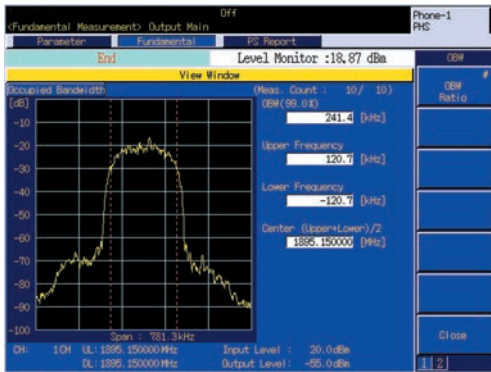 Off
Phone-1
PHS
<Fundamental Measurement> Output Main
Parameter Fundamental PS Report
End Level Monitor :18.87 dBm OBW
View Window
Occupied Bandwidth (Meas. Count : 10/ 10)
[dB] OBW(99.0%)
241.4 [kHz]
#
OBW
Ratio
-10
-20
-30
-40
-50
-60
-70
-80
-90
-100
Upper Frequency
120.7 [kHz]
Lower Frequency
-120.7 [kHz]
Center (Upper+Lower)/2
1895.150000 [MHz]
Span : 781.3kHz
CH: 1CH UL:1895.150000MHz Input Level : 20.0dBm
DL:1895.150000MHz Output Level: -55.0dBm
Close
1 2